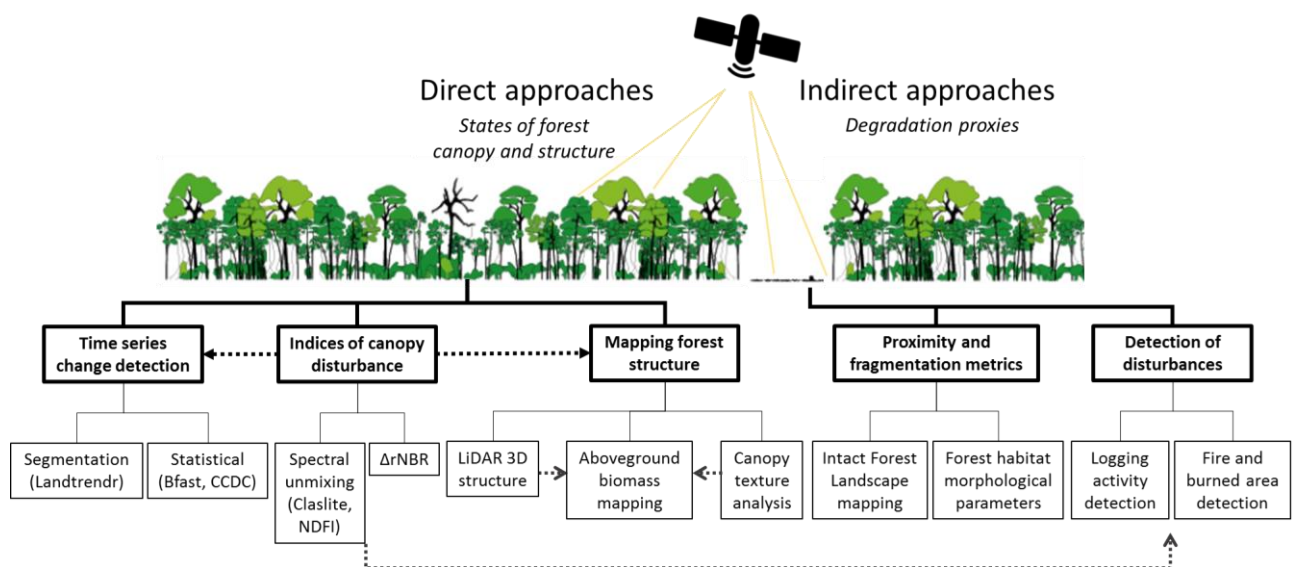 Direct approaches
States of forest
canopy and structure
Indirect approaches
Degradation proxies
Time series
change detection
Indices of canopy
disturbance
Mapping forest
structure
Proximity and
fragmentation metrics
Detection of
disturbances
Segmentation
(Landtrendr)
Statistical
(Bfast, CCDC)
Spectral
unmixing
(Claslite,
NDFI)
ΔrNBR
LiDAR 3D
structure
Aboveground
biomass
mapping
Canopy
texture
analysis
Intact Forest
Landscape
mapping
Forest habitat
morphological
parameters
Logging
activity
detection
Fire and
burned area
detection